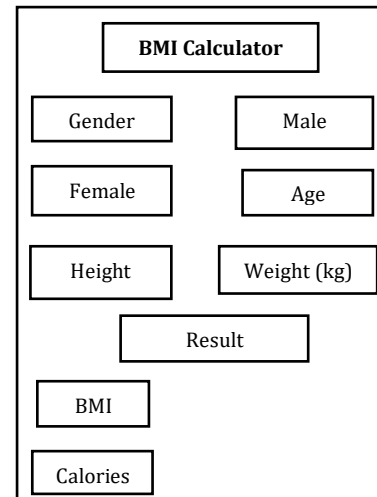 BMI Calculator
Gender
Male
Female
Age
Height
Weight (kg)
Result
BMI
Calories